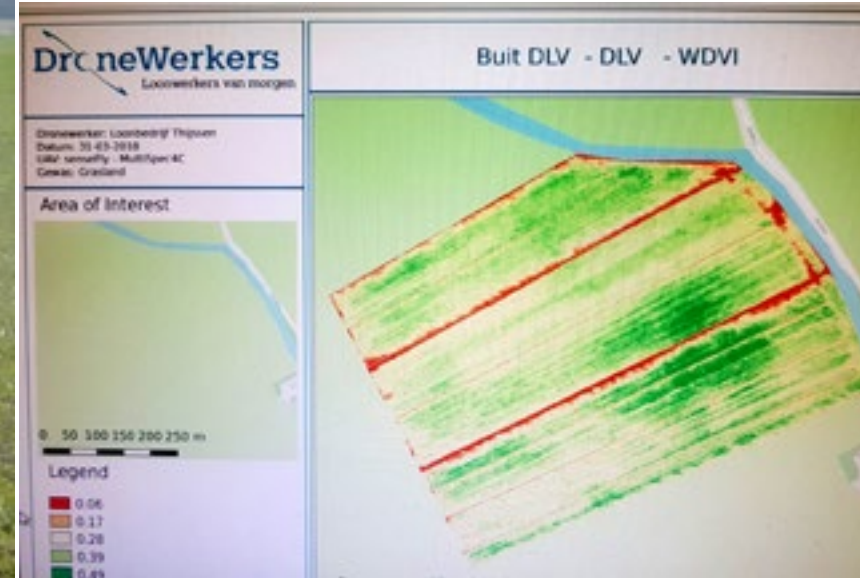 DroneWerkers
Loonwerkers van morgen
Buit DLV - DLV - WDVI
Dronewerker: Loonbedrijf Thijssen
Datum: 31-03-2018
UAV: senseFly - MultiSpec 4C
Gewas: Grasland
Area of Interest
0 50 100 150 200 250 m
Legend
0.06
0.17
0.28
0.39
0.49